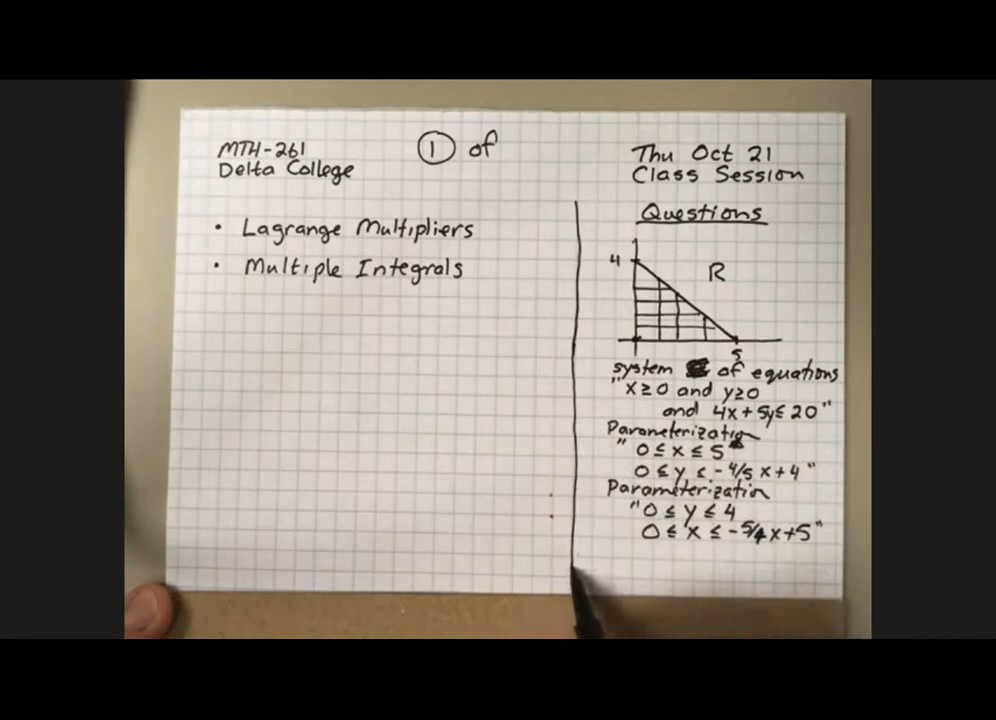 MTH-261
Delta College
1 of
• Lagrange Multipliers
• Multiple Integrals
Thu Oct 21
Class Session
Questions
4
R
5
system of equations
"x≥0 and y≥0
and 4x+5y≤20"
Parameterization
"0≤x≤5
0≤y≤-4/5x+4"
Parameterization
"0≤y≤4
0≤x≤-5/4x+5"